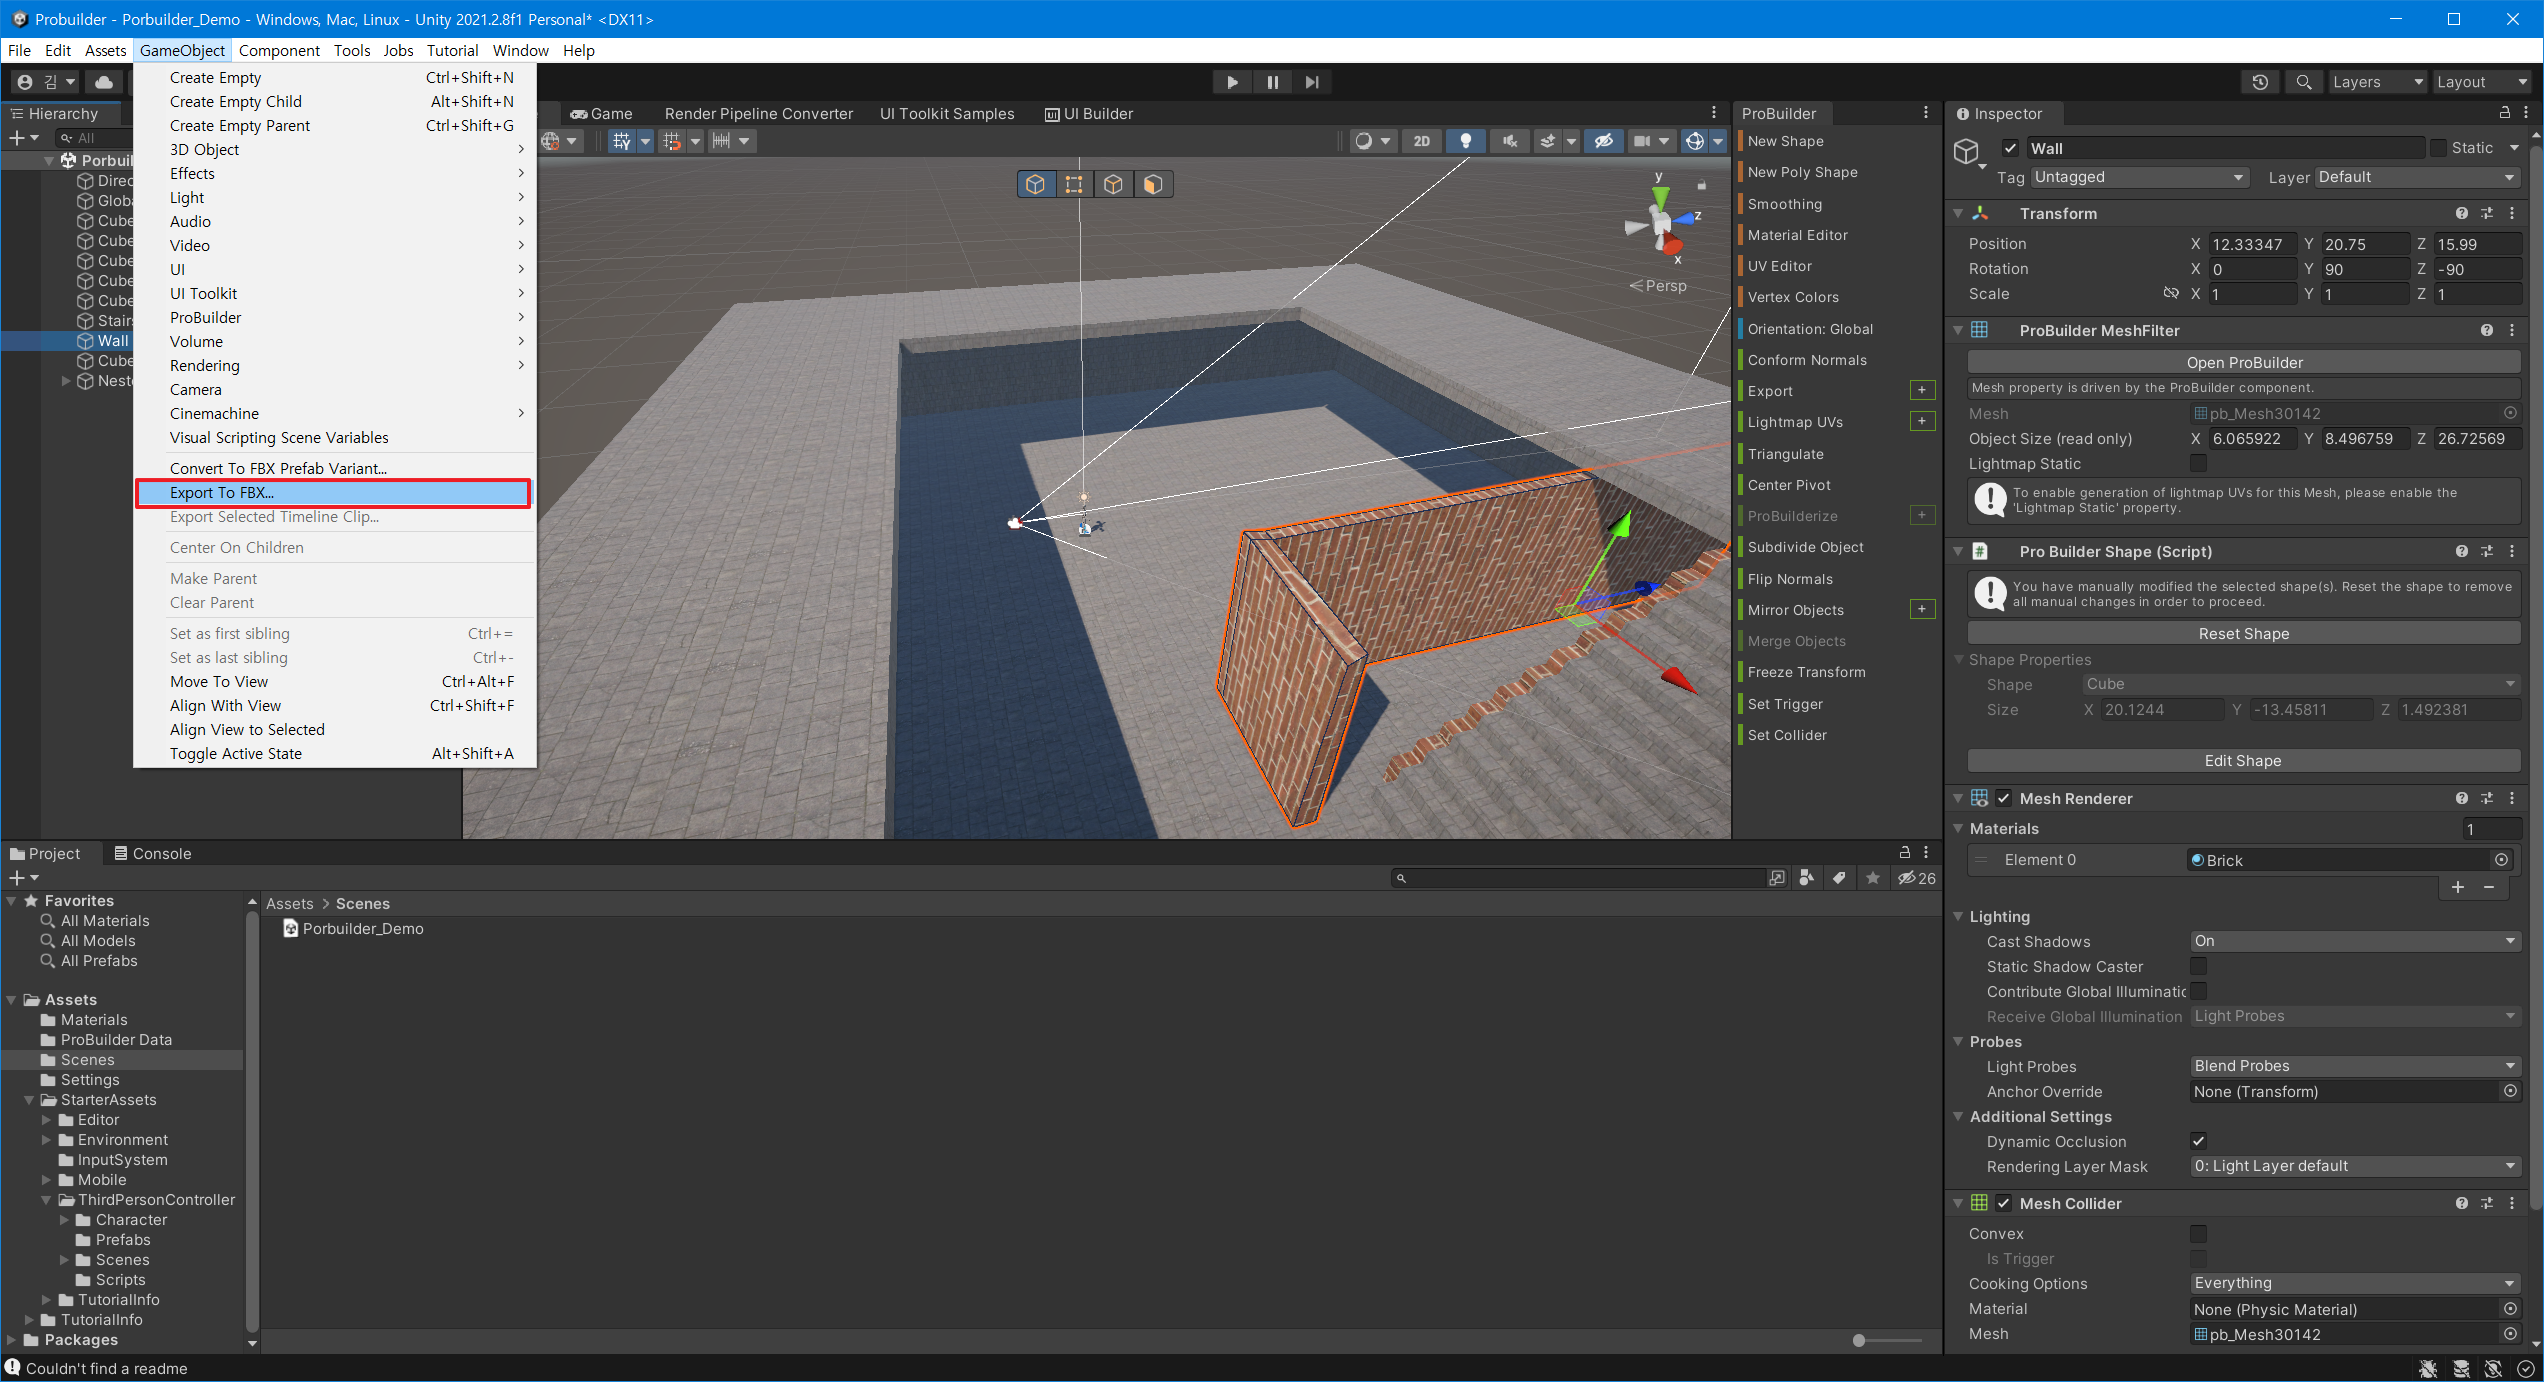 Probuilder - Porbuilder_Demo - Windows, Mac, Linux - Unity 2021.2.8f1 Personal* <DX11>
File Edit Assets GameObject Component Tools Jobs Tutorial Window Help
김
Layers
Layout
Hierarchy
All
Porbuil
Direc
Globa
Cube
Cube
Cube
Cube
Cube
Stairs
Wall
Cube
Neste
Create Empty Ctrl+Shift+N
Create Empty Child Alt+Shift+N
Create Empty Parent Ctrl+Shift+G
3D Object
Effects
Light
Audio
Video
UI
UI Toolkit
ProBuilder
Volume
Rendering
Camera
Cinemachine
Visual Scripting Scene Variables
Convert To FBX Prefab Variant...
Export To FBX...
Export Selected Timeline Clip...
Center On Children
Make Parent
Clear Parent
Set as first sibling Ctrl+=
Set as last sibling Ctrl+-
Move To View Ctrl+Alt+F
Align With View Ctrl+Shift+F
Align View to Selected
Toggle Active State Alt+Shift+A
Game Render Pipeline Converter UI Toolkit Samples UI Builder
2D
y
z
x
Persp
ProBuilder
New Shape
New Poly Shape
Smoothing
Material Editor
UV Editor
Vertex Colors
Orientation: Global
Conform Normals
Export +
Lightmap UVs +
Triangulate
Center Pivot
ProBuilderize +
Subdivide Object
Flip Normals
Mirror Objects +
Merge Objects
Freeze Transform
Set Trigger
Set Collider
Inspector
Wall Static
Tag Untagged Layer Default
Transform
Position X 12.33347 Y 20.75 Z 15.99
Rotation X 0 Y 90 Z -90
Scale X 1 Y 1 Z 1
ProBuilder MeshFilter
Open ProBuilder
Mesh property is driven by the ProBuilder component.
Mesh pb_Mesh30142
Object Size (read only) X 6.065922 Y 8.496759 Z 26.72569
Lightmap Static
To enable generation of lightmap UVs for this Mesh, please enable the
'Lightmap Static' property.
Pro Builder Shape (Script)
You have manually modified the selected shape(s). Reset the shape to remove
all manual changes in order to proceed.
Reset Shape
Shape Properties
Shape Cube
Size X 20.1244 Y -13.45811 Z 1.492381
Edit Shape
Mesh Renderer
Materials 1
Element 0 Brick
+ −
Lighting
Cast Shadows On
Static Shadow Caster
Contribute Global Illuminatic
Receive Global Illumination Light Probes
Probes
Light Probes Blend Probes
Anchor Override None (Transform)
Additional Settings
Dynamic Occlusion
Rendering Layer Mask 0: Light Layer default
Mesh Collider
Convex
Is Trigger
Cooking Options Everything
Material None (Physic Material)
Mesh pb_Mesh30142
Project Console
26
Favorites
All Materials
All Models
All Prefabs
Assets
Materials
ProBuilder Data
Scenes
Settings
StarterAssets
Editor
Environment
InputSystem
Mobile
ThirdPersonController
Character
Prefabs
Scenes
Scripts
TutorialInfo
TutorialInfo
Packages
Assets > Scenes
Porbuilder_Demo
Couldn't find a readme